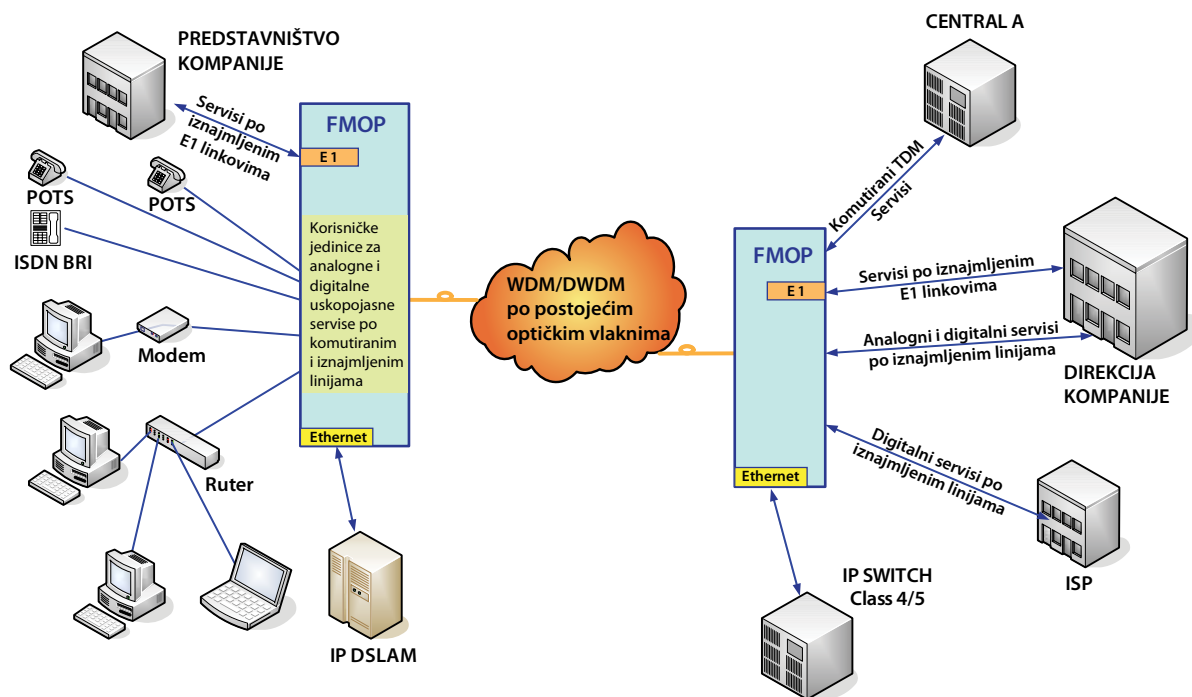 PREDSTAVNIŠTVO
KOMPANIJE
Servisi po
iznajmljenim
E1 linkovima
FMOP
E 1
POTS
POTS
ISDN BRI
Korisničke
jedinice za
analogne i
digitalne
uskopojasne
servise po
komutiranim
i iznajmljenim
linijama
Modem
Ruter
Ethernet
IP DSLAM
WDM/DWDM
po postojećim
optičkim vlaknima
CENTRAL A
Komutirani TDM
Servisi
FMOP
E 1
Servisi po iznajmljenim
E1 linkovima
Analogni i digitalni servisi
po iznajmljenim linijama
DIREKCIJA
KOMPANIJE
Digitalni servisi po
iznajmljenim linijama
Ethernet
ISP
IP SWITCH
Class 4/5